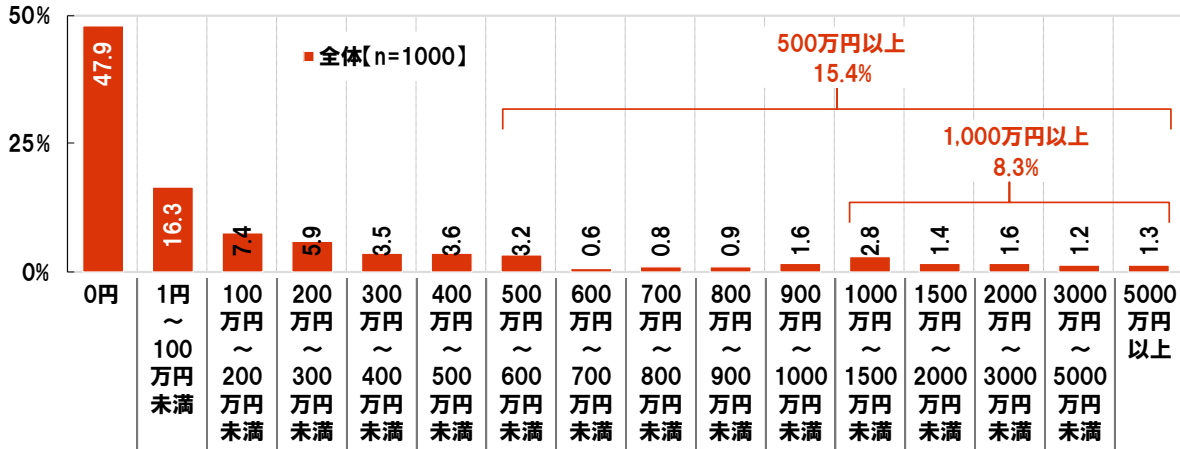 50%
25%
0%
■全体【n=1000】
500万円以上
15.4%
1,000万円以上
8.3%
47.9
16.3
7.4
5.9
3.5
3.6
3.2
0.6
0.8
0.9
1.6
2.8
1.4
1.6
1.2
1.3
0円
1円
～
100
万円
未満
100
万円
～
200
万円
未満
200
万円
～
300
万円
未満
300
万円
～
400
万円
未満
400
万円
～
500
万円
未満
500
万円
～
600
万円
未満
600
万円
～
700
万円
未満
700
万円
～
800
万円
未満
800
万円
～
900
万円
未満
900
万円
～
1000
万円
未満
1000
万円
～
1500
万円
未満
1500
万円
～
2000
万円
未満
2000
万円
～
3000
万円
未満
3000
万円
～
5000
万円
未満
5000
万円
以上